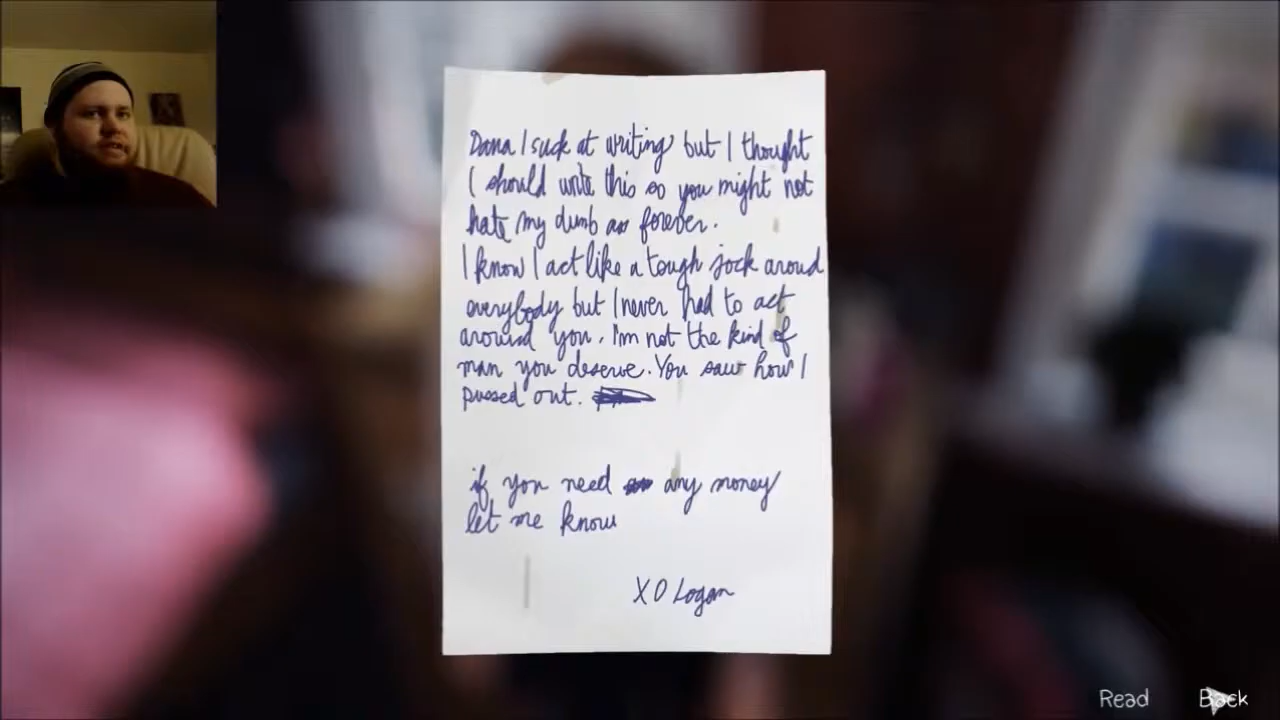 Dana I suck at writing but I thought
I should write this so you might not
hate my dumb ass forever.
I know I act like a tough jock aroud
everybody but I never had to act
around you. I'm not the kind of
man you deserve. You saw how I
pussed out.
if you need any money
let me know
XO Logan
Read Back